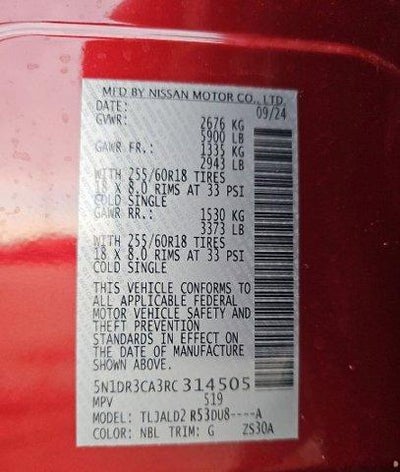 MFD BY NISSAN MOTOR CO., LTD.
DATE: 09/24
GVWR: 2676 KG
5900 LB
GAWR FR.: 1335 KG
2943 LB
WITH 255/60R18 TIRES
18 X 8.0 RIMS AT 33 PSI
COLD SINGLE
GAWR RR.: 1530 KG
3373 LB
WITH 255/60R18 TIRES
18 X 8.0 RIMS AT 33 PSI
COLD SINGLE
THIS VEHICLE CONFORMS TO
ALL APPLICABLE FEDERAL
MOTOR VEHICLE SAFETY AND
THEFT PREVENTION
STANDARDS IN EFFECT ON
THE DATE OF MANUFACTURE
SHOWN ABOVE.
5N1DR3CA3RC 314505
MPV 519
MODEL: TLJALD2 R53DU8----A
COLOR: NBL TRIM: G ZS30A